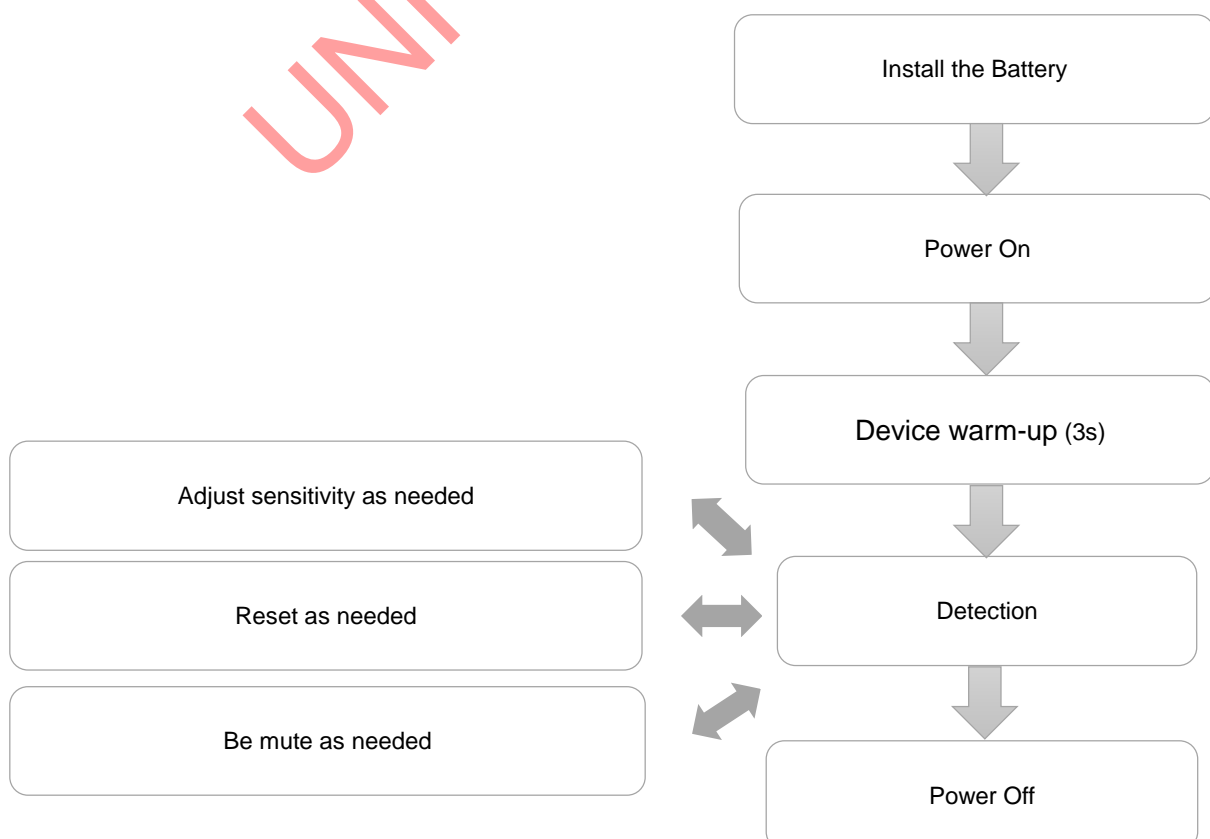 UNI
Install the Battery
Power On
Device warm-up (3s)
Adjust sensitivity as needed
Reset as needed
Detection
Be mute as needed
Power Off